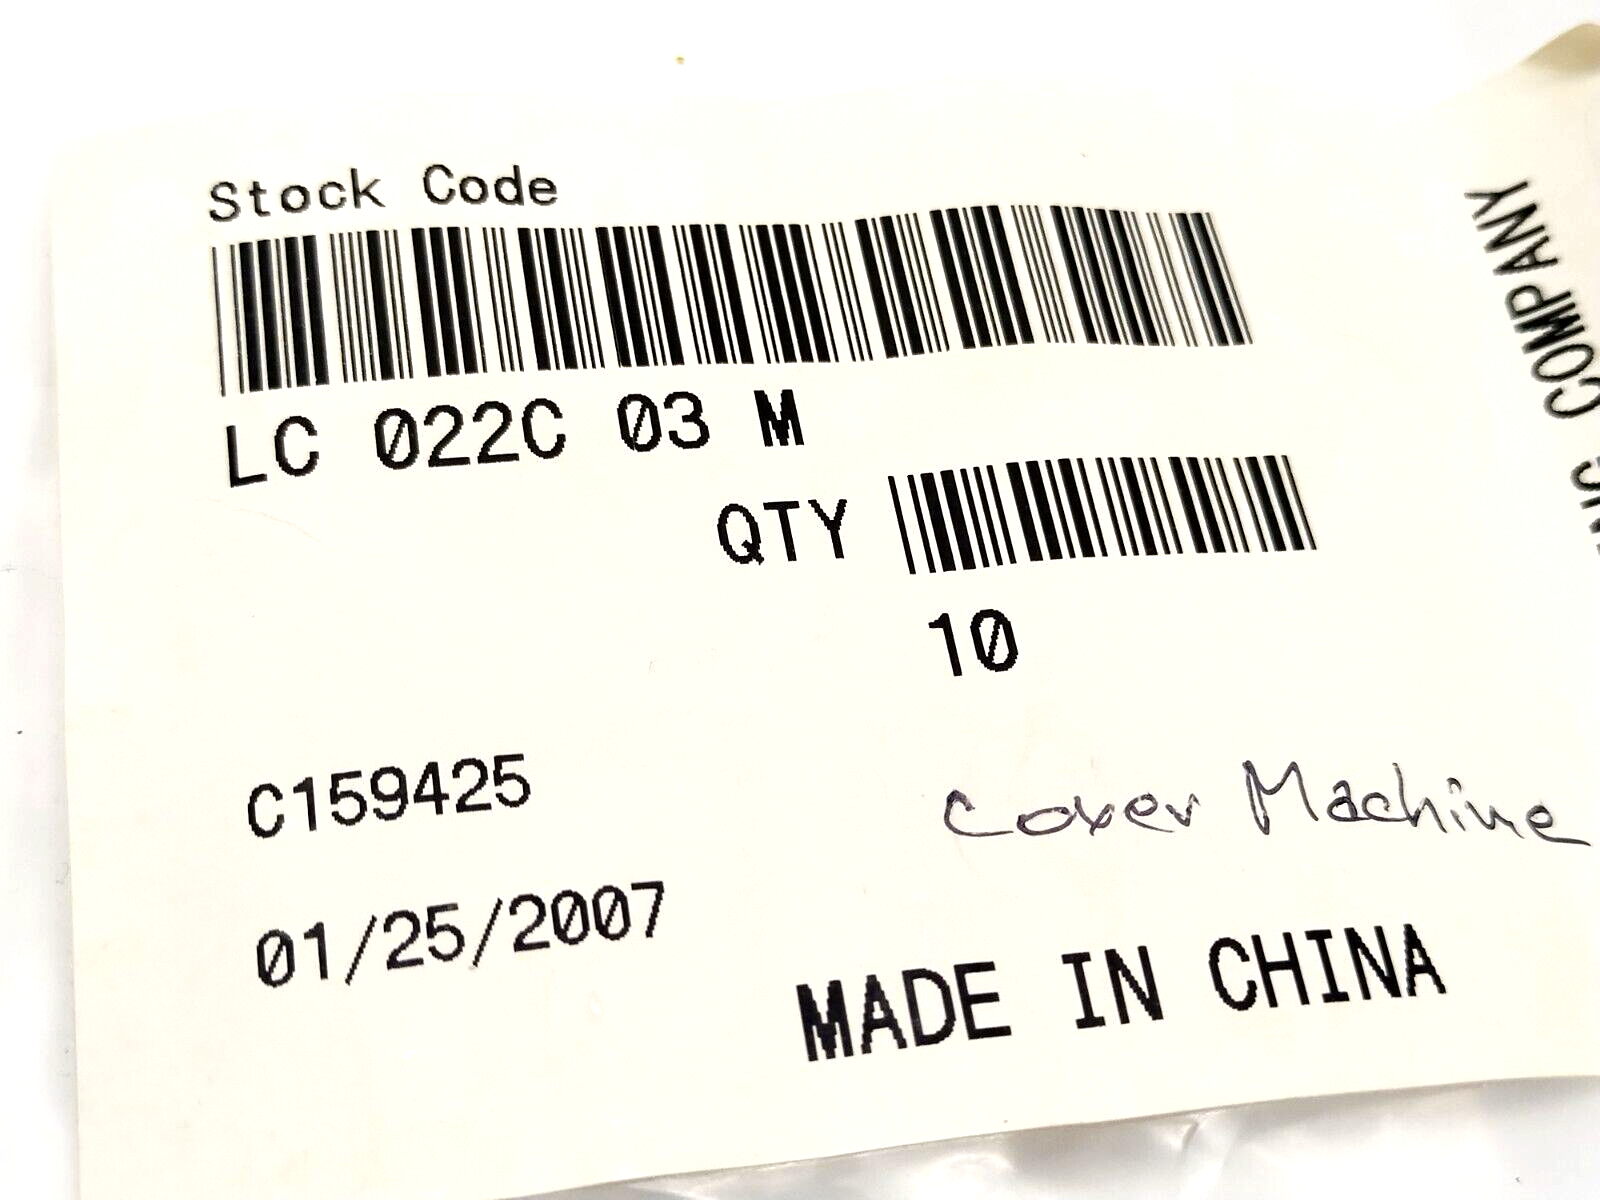 Stock Code
LC 022C 03 M
QTY
10
C159425
Cover Machine
01/25/2007
MADE IN CHINA
COMPANY